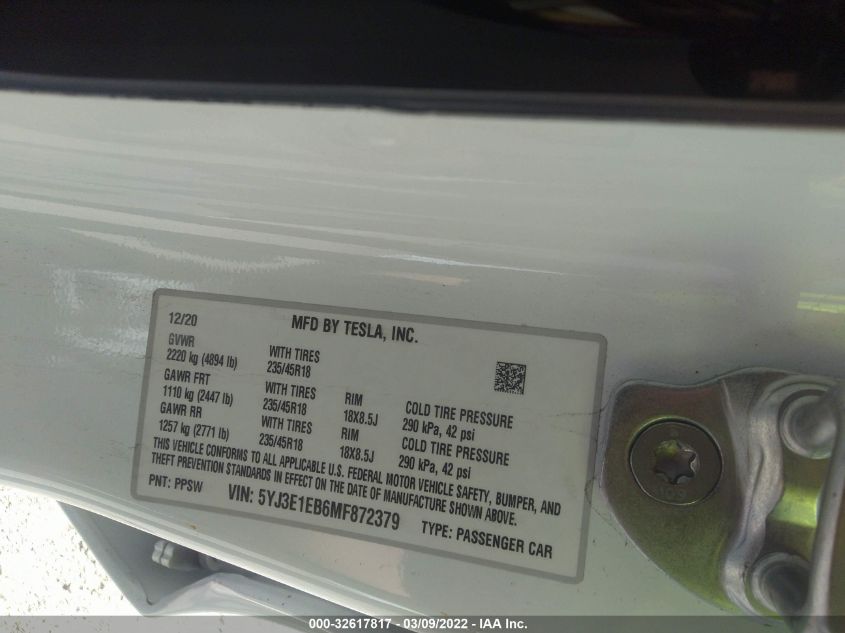 12/20 MFD BY TESLA, INC.
GVWR
2220 kg (4894 lb) WITH TIRES
235/45R18
GAWR FRT
1110 kg (2447 lb) WITH TIRES RIM COLD TIRE PRESSURE
235/45R18 18X8.5J 290 kPa, 42 psi
GAWR RR
1257 kg (2771 lb) WITH TIRES RIM COLD TIRE PRESSURE
235/45R18 18X8.5J 290 kPa, 42 psi
THIS VEHICLE CONFORMS TO ALL APPLICABLE U.S. FEDERAL MOTOR VEHICLE SAFETY, BUMPER, AND
THEFT PREVENTION STANDARDS IN EFFECT ON THE DATE OF MANUFACTURE SHOWN ABOVE.
PNT: PPSW VIN: 5YJ3E1EB6MF872379 TYPE: PASSENGER CAR
000-32617817 - 03/09/2022 - IAA Inc.